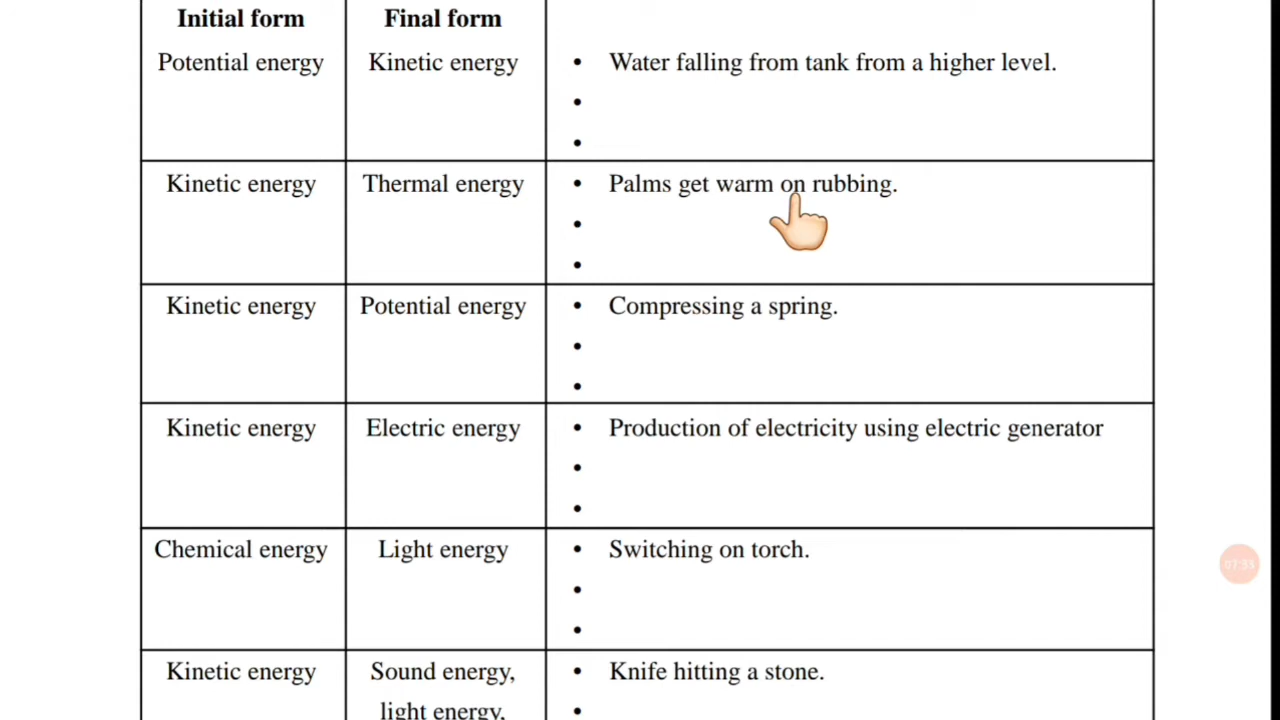 Initial form Final form
Potential energy Kinetic energy • Water falling from tank from a higher level.
•
•
Kinetic energy Thermal energy • Palms get warm on rubbing.
•
•
Kinetic energy Potential energy • Compressing a spring.
•
•
Kinetic energy Electric energy • Production of electricity using electric generator
•
•
Chemical energy Light energy • Switching on torch.
•
•
Kinetic energy Sound energy, • Knife hitting a stone.
light energy, •
07:33